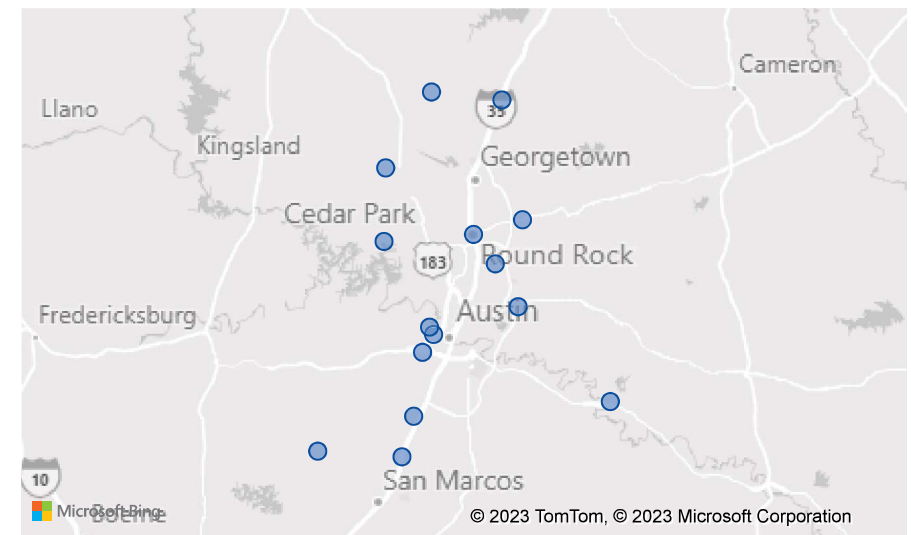 Cameron
Llano
35
Kingsland
Georgetown
Cedar Park
183
Round Rock
Austin
Fredericksburg
10
San Marcos
Microsoft Bing
Boerne
© 2023 TomTom, © 2023 Microsoft Corporation